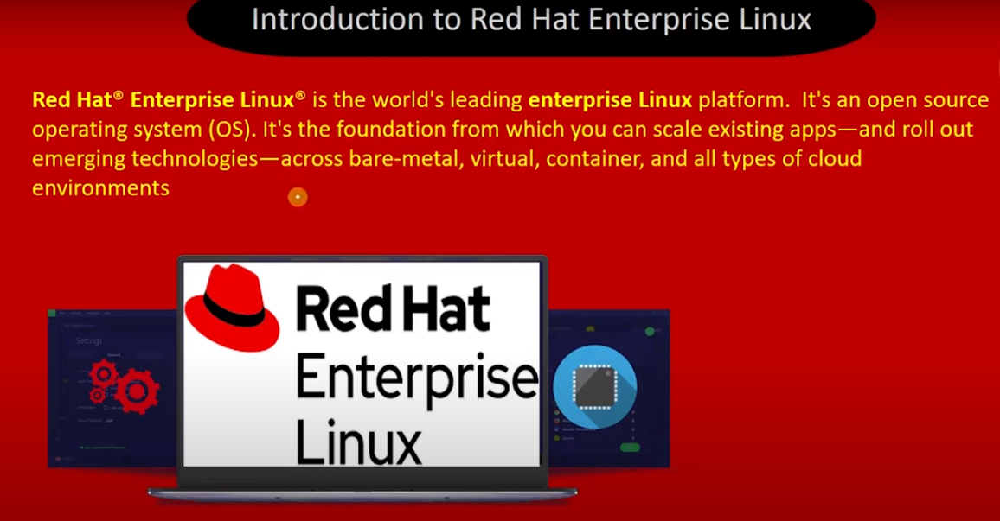 Introduction to Red Hat Enterprise Linux
Red Hat® Enterprise Linux® is the world's leading enterprise Linux platform.  It's an open source
operating system (OS). It's the foundation from which you can scale existing apps—and roll out
emerging technologies—across bare-metal, virtual, container, and all types of cloud
environments
Red Hat
Enterprise
Linux
Settings